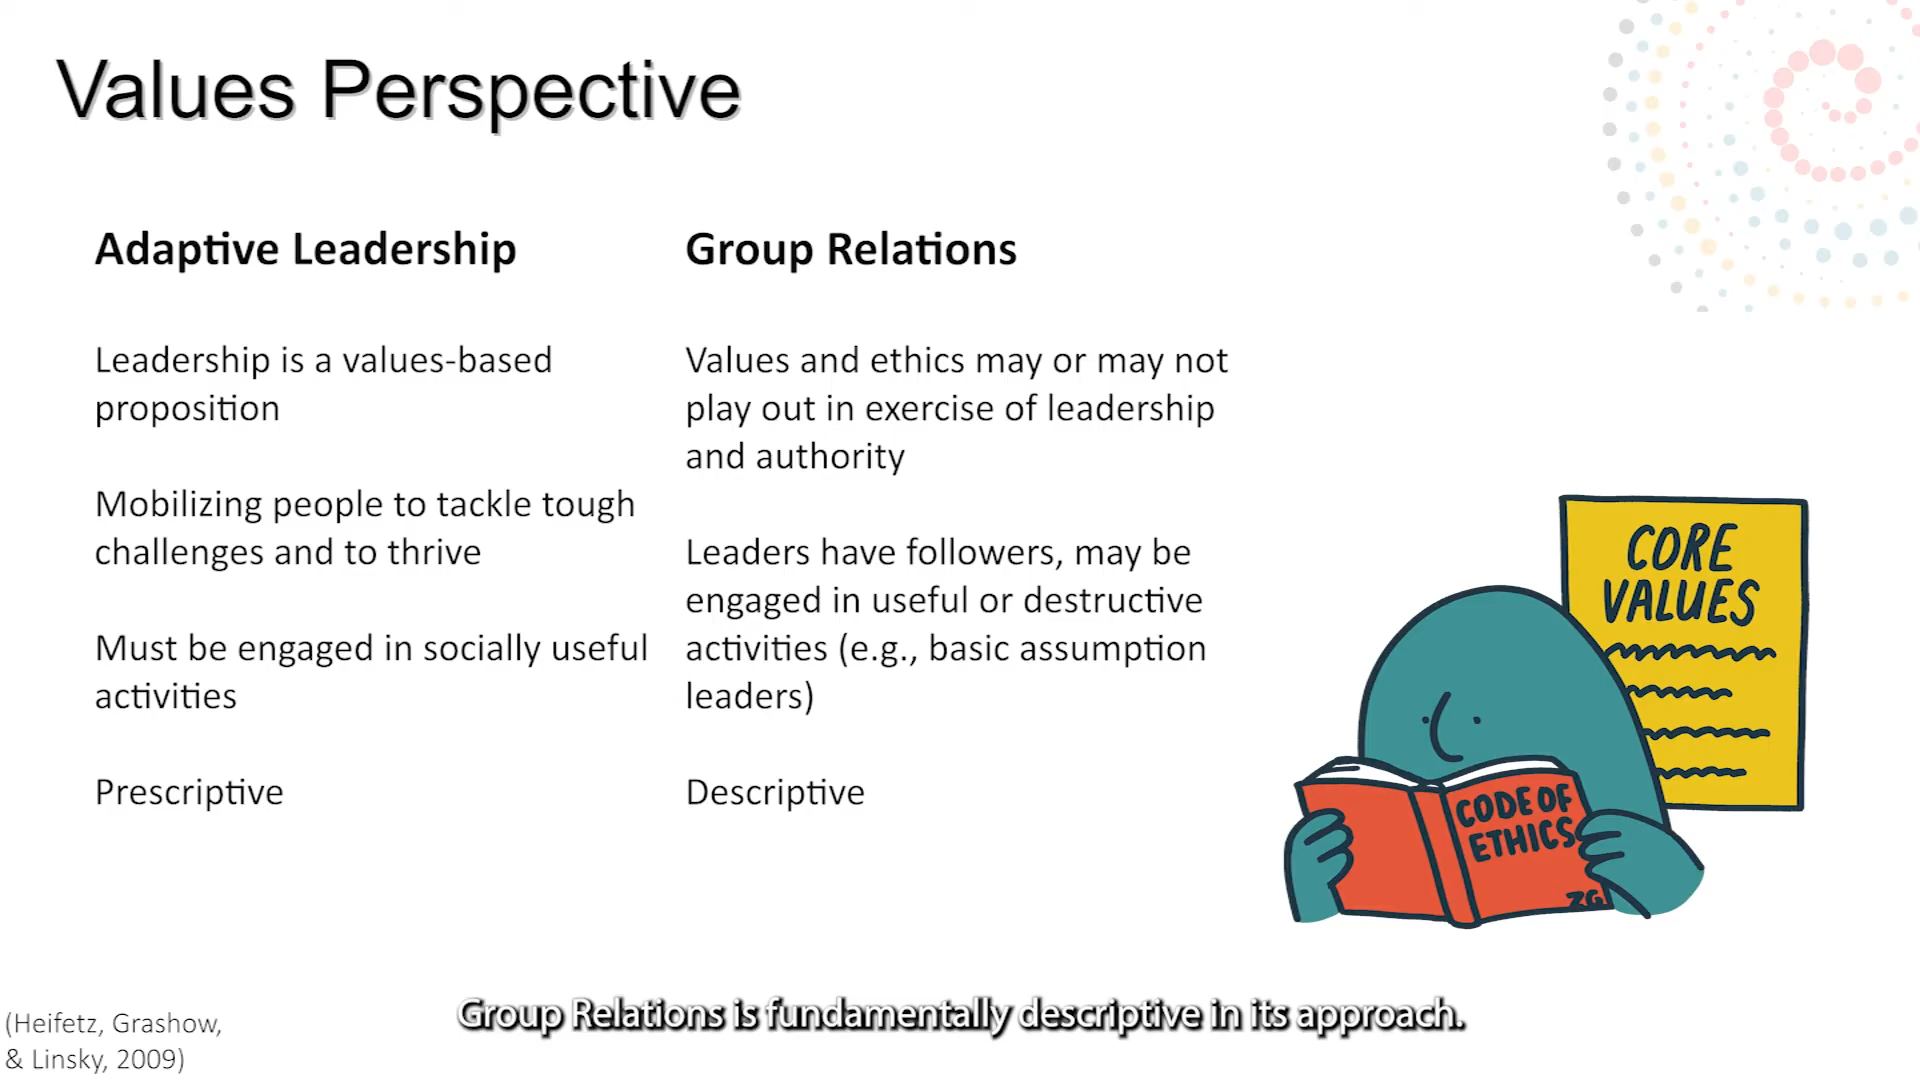 Values Perspective
Adaptive Leadership
Leadership is a values-based
proposition
Mobilizing people to tackle tough
challenges and to thrive
Must be engaged in socially useful
activities
Prescriptive
Group Relations
Values and ethics may or may not
play out in exercise of leadership
and authority
Leaders have followers, may be
engaged in useful or destructive
activities (e.g., basic assumption
leaders)
Descriptive
CORE
VALUES
CODE OF
ETHICS
ZG
(Heifetz, Grashow,
& Linsky, 2009)
Group Relations is fundamentally descriptive in its approach.